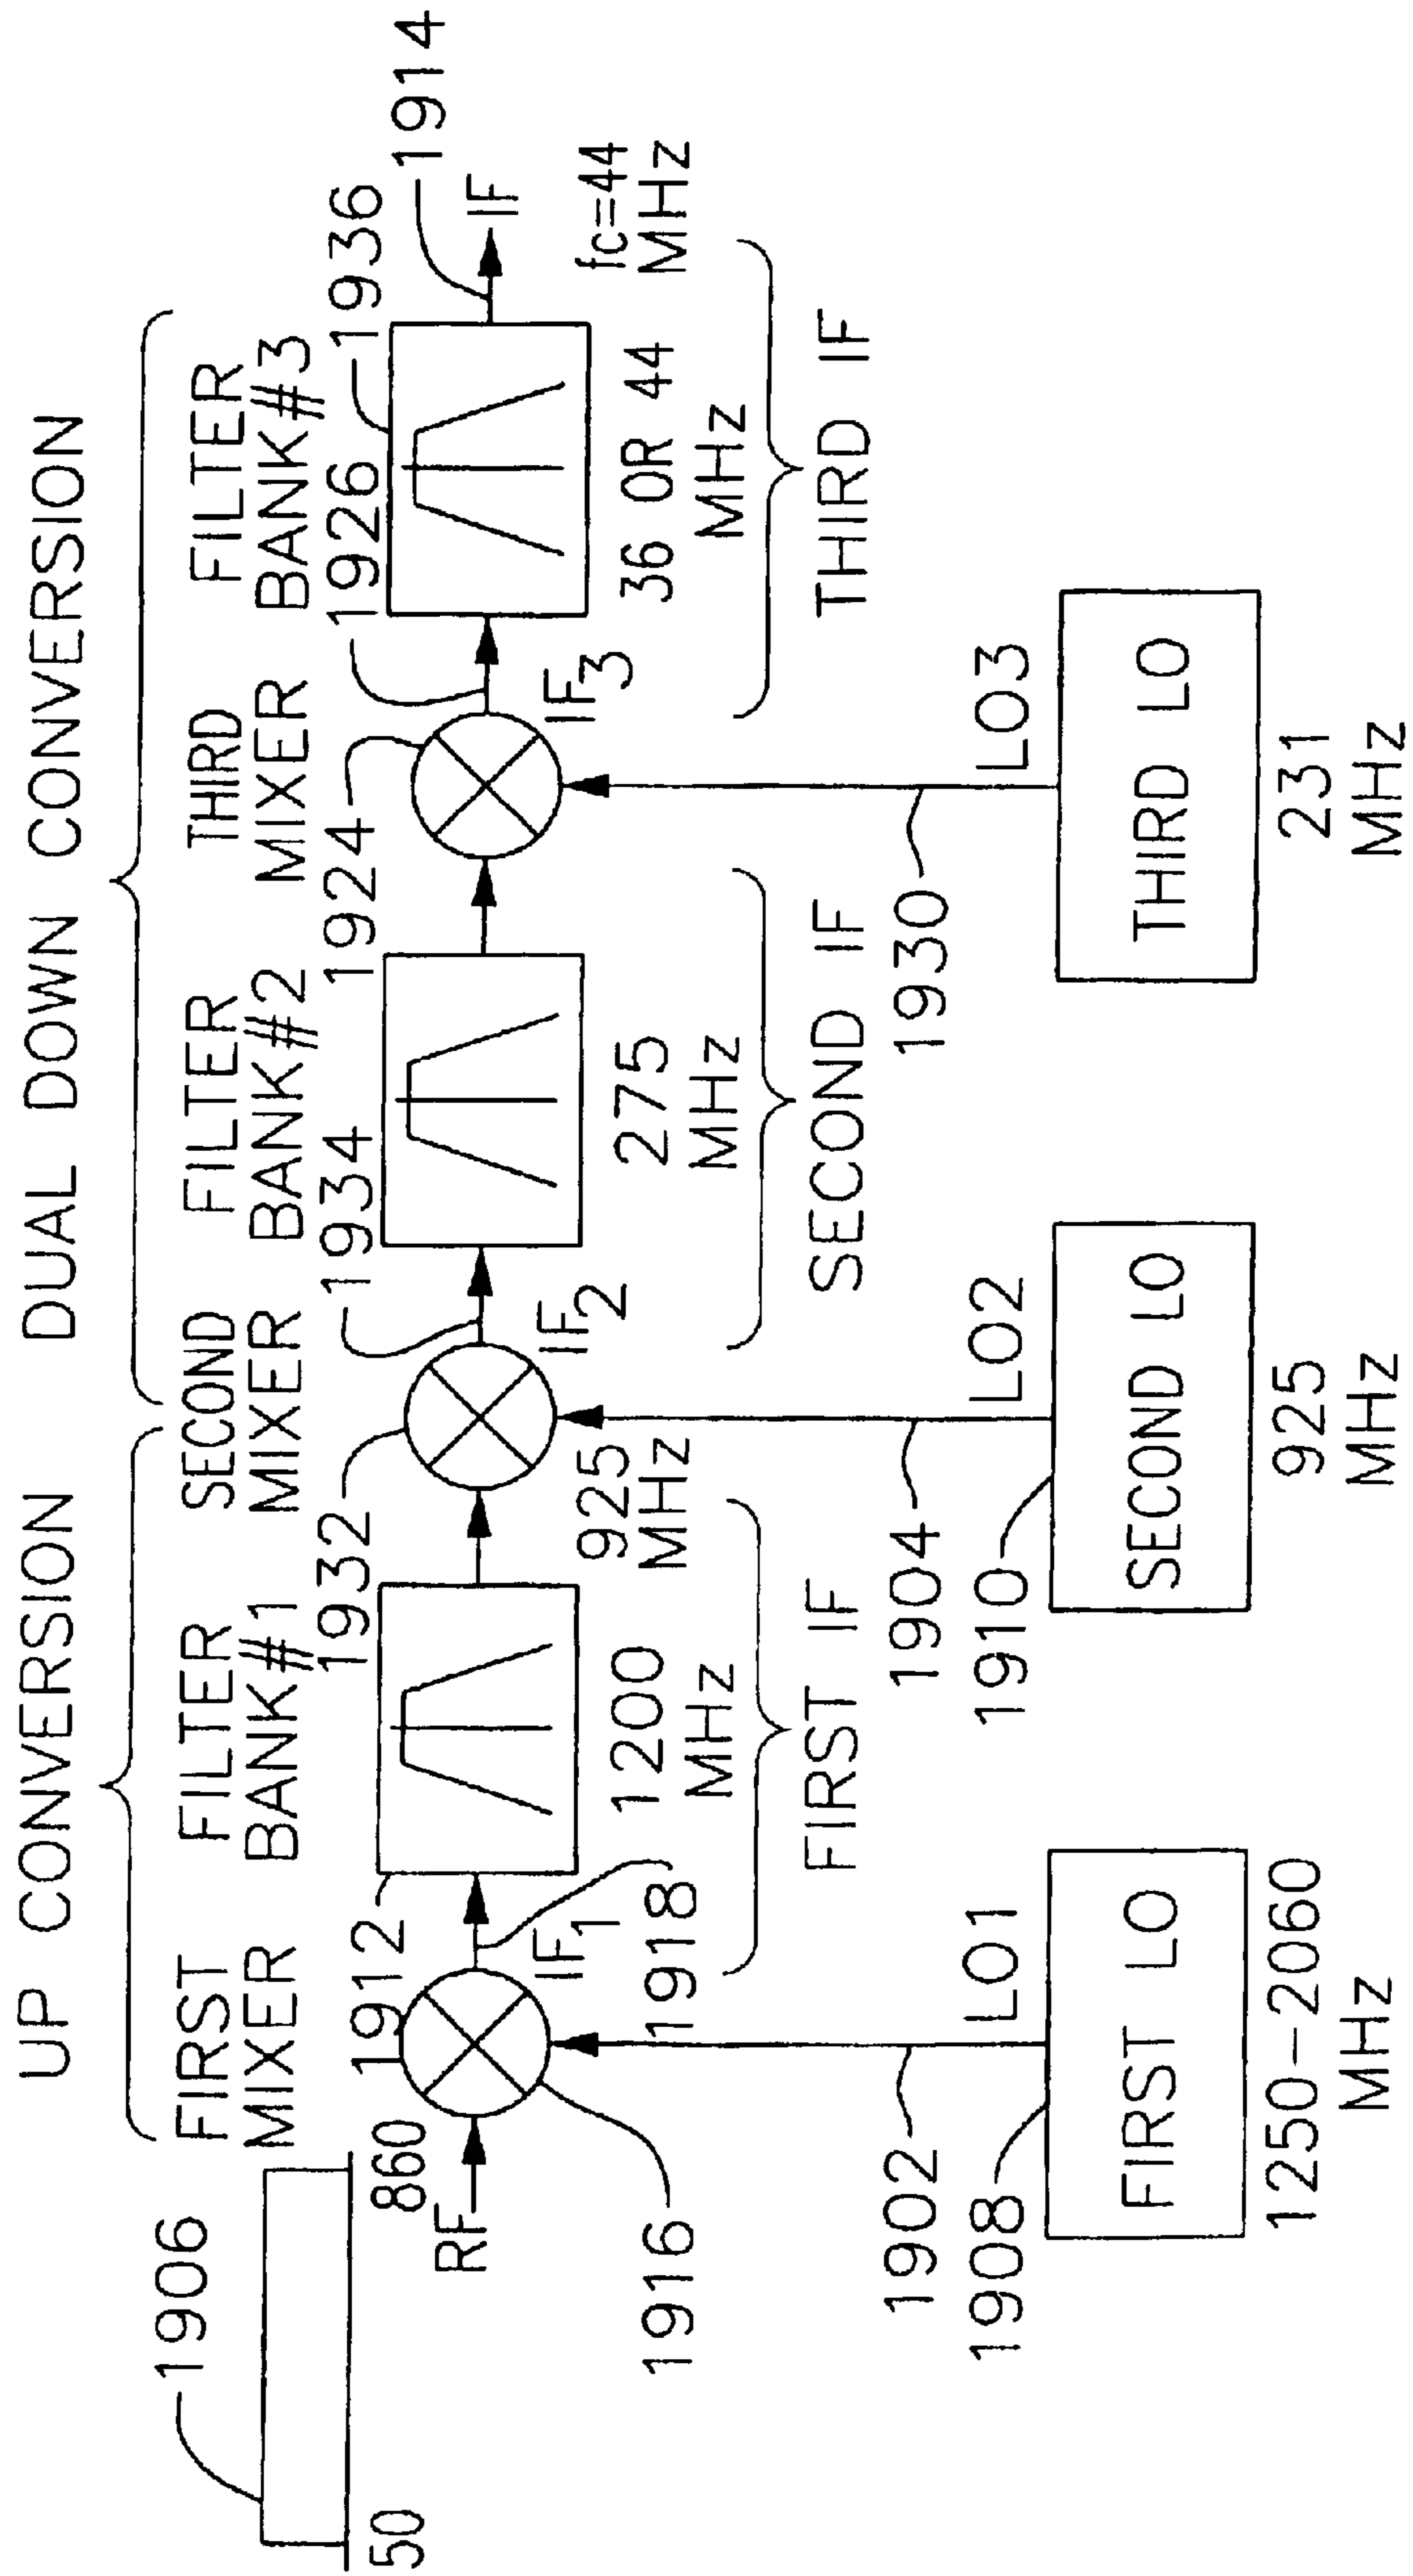 UP CONVERSION
DUAL DOWN CONVERSION
1906
FIRST
MIXER
FILTER
BANK#1
SECOND
MIXER
FILTER
BANK#2
THIRD
MIXER
FILTER
BANK#3
1912
1932
1934
1924
1926
1936
1914
50
860
RF
IF1
IF2
IF3
IF
1916
1918
1200
MHz
925
MHz
275
MHz
36 OR 44
MHz
fc=44
MHz
FIRST IF
SECOND IF
THIRD IF
1902
1904
1930
1908
LO1
1910
LO2
LO3
FIRST LO
SECOND LO
THIRD LO
1250-2060
MHz
925
MHz
231
MHz